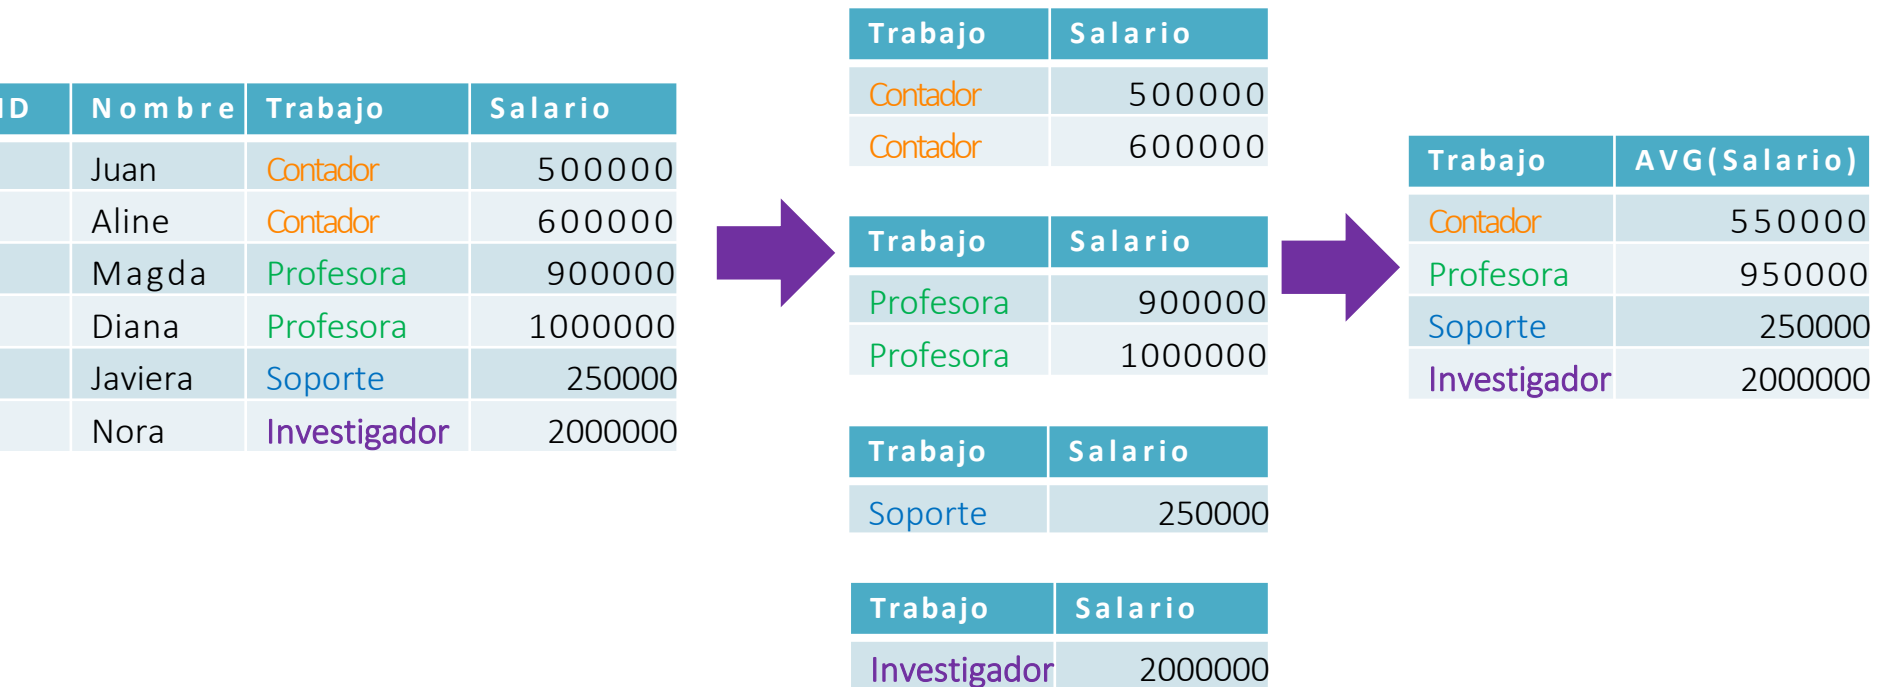 ID Nombre Trabajo Salario
Juan Contador 500000
Aline Contador 600000
Magda Profesora 900000
Diana Profesora 1000000
Javiera Soporte 250000
Nora Investigador 2000000
Trabajo Salario
Contador 500000
Contador 600000
Trabajo Salario
Profesora 900000
Profesora 1000000
Trabajo Salario
Soporte 250000
Trabajo Salario
Investigador 2000000
Trabajo AVG(Salario)
Contador 550000
Profesora 950000
Soporte 250000
Investigador 2000000